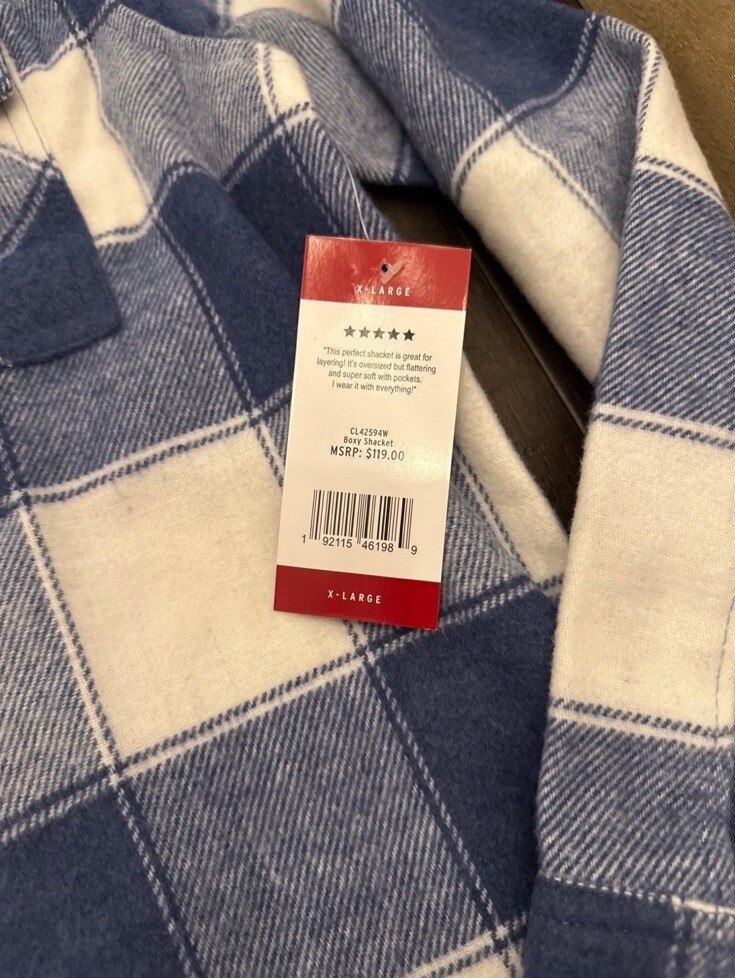 X-LARGE
★★★★★
"This perfect shacket is great for
layering! It's oversized but flattering
and super soft with pockets.
I wear it with everything!"
CL42594W
Boxy Shacket
MSRP: $119.00
1 92115 46198 9
X-LARGE